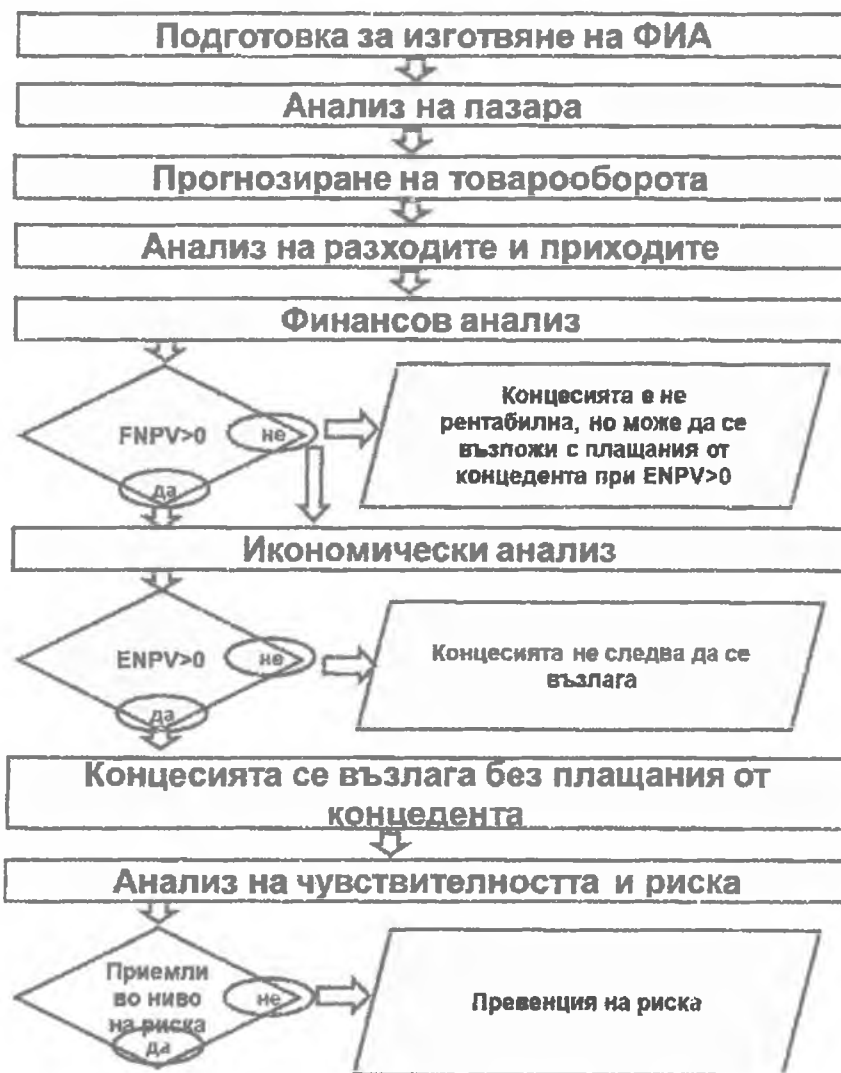 Подготовка за изготвяне на ФИА
Анализ на пазара
Прогнозиране на товарооборота
Анализ на разходите и приходите
Финансов анализ
FNPV>0
не
да
Концесията е не
рентабилна, но може да се
възложи с плащания от
концедента при ENPV>0
Икономически анализ
ENPV>0
не
да
Концесията не следва да се
възлага
Концесията се възлага без плащания от
концедента
Анализ на чувствителността и риска
Приемли
во ниво
на риска
не
да
Превенция на риска